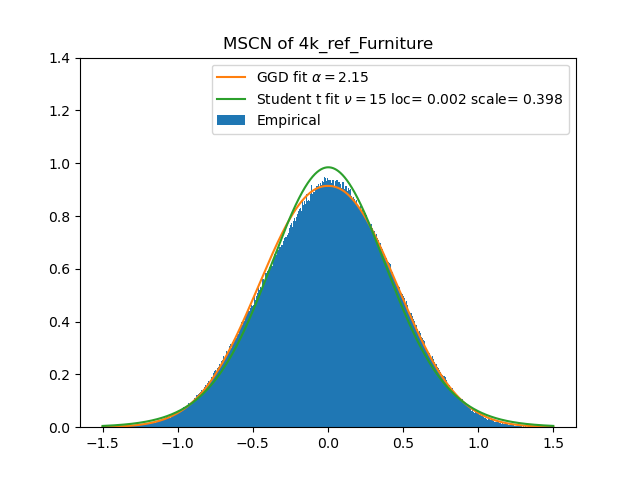 MSCN of 4k_ref_Furniture
GGD fit α = 2.15
Student t fit ν = 15 loc= 0.002 scale= 0.398
Empirical
1.4
1.2
1.0
0.8
0.6
0.4
0.2
0.0
−1.5 −1.0 −0.5 0.0 0.5 1.0 1.5